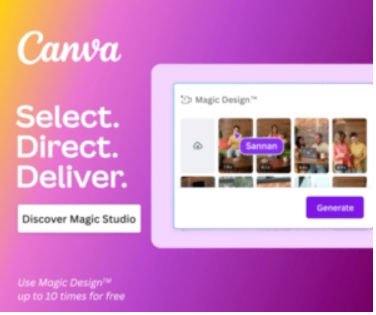 Canva
Select.
Direct.
Deliver.
Discover Magic Studio
Use Magic Design™
up to 10 times for free
Magic Design™
Sannan
Generate